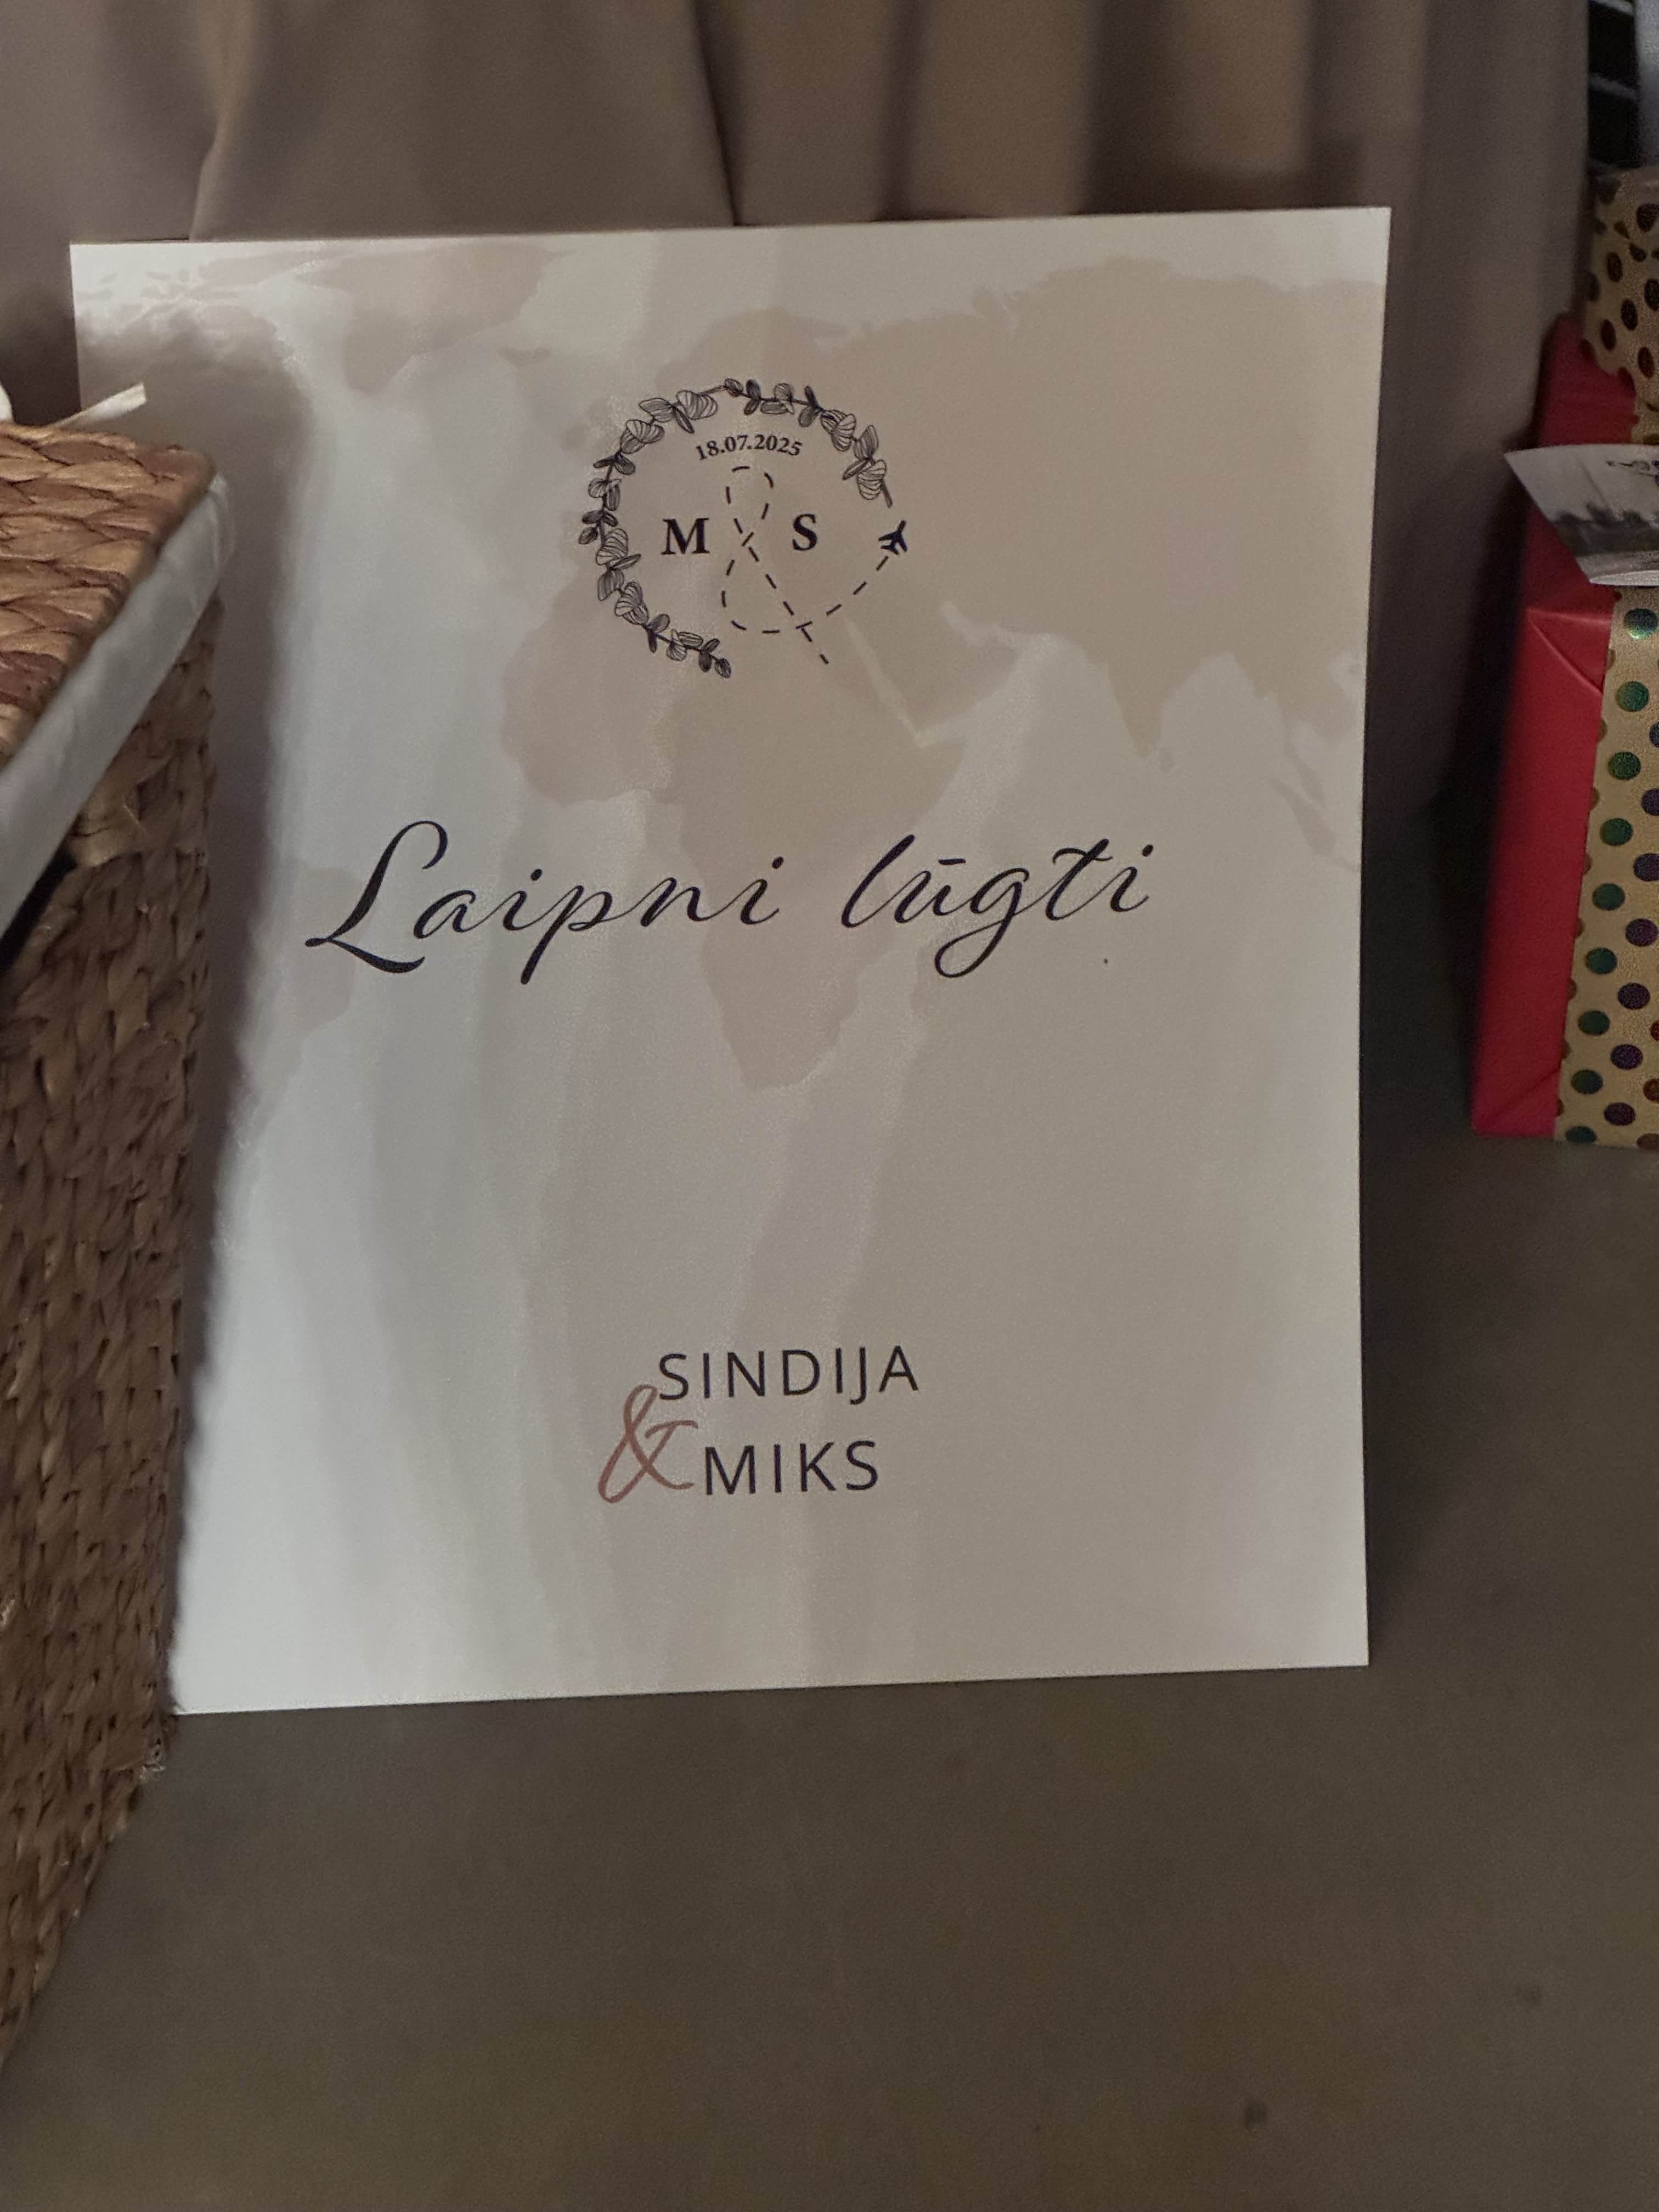 18.07.2025
M & S
Laipni lūgti
SINDIJA
& MIKS